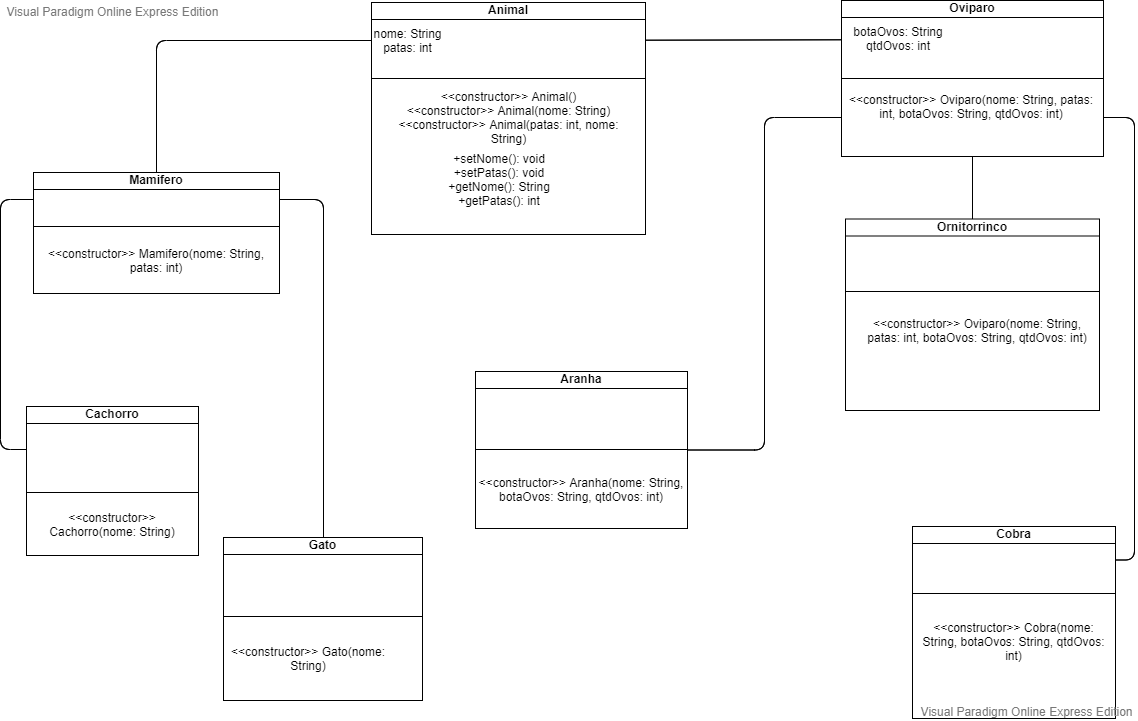 Visual Paradigm Online Express Edition
Animal
nome: String
patas: int
<<constructor>> Animal()
<<constructor>> Animal(nome: String)
<<constructor>> Animal(patas: int, nome:
String)
+setNome(): void
+setPatas(): void
+getNome(): String
+getPatas(): int
Oviparo
botaOvos: String
qtdOvos: int
<<constructor>> Oviparo(nome: String, patas:
int, botaOvos: String, qtdOvos: int)
Mamifero
<<constructor>> Mamifero(nome: String,
patas: int)
Ornitorrinco
<<constructor>> Oviparo(nome: String,
patas: int, botaOvos: String, qtdOvos: int)
Aranha
<<constructor>> Aranha(nome: String,
botaOvos: String, qtdOvos: int)
Cachorro
<<constructor>>
Cachorro(nome: String)
Gato
<<constructor>> Gato(nome:
String)
Cobra
<<constructor>> Cobra(nome:
String, botaOvos: String, qtdOvos:
int)
Visual Paradigm Online Express Edition